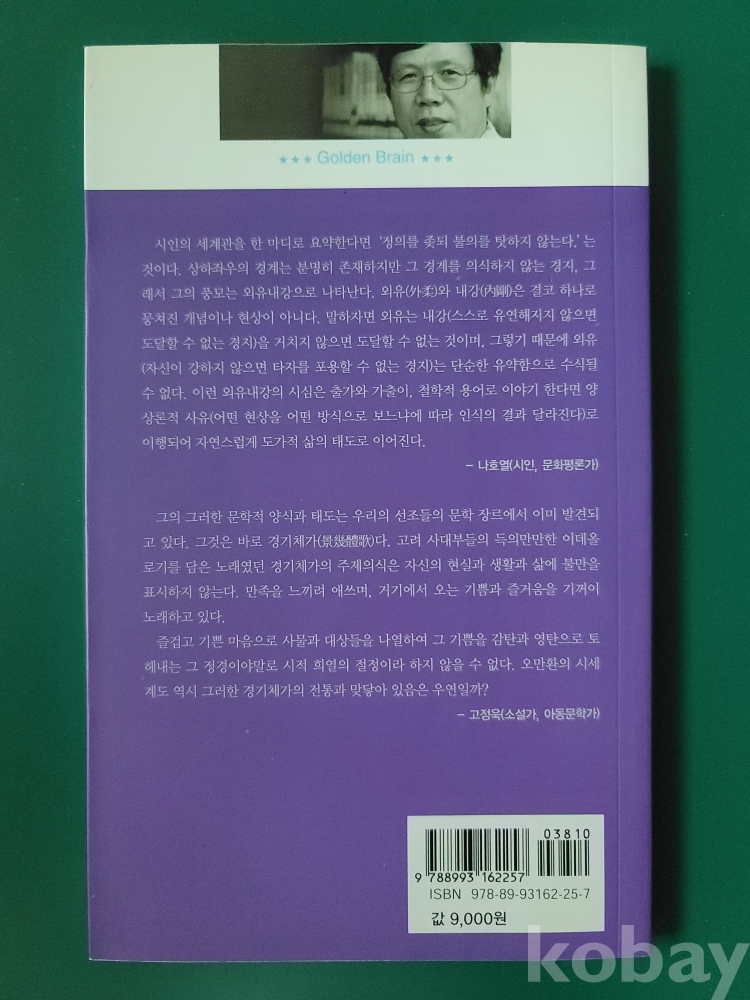 ★★★ Golden Brain ★★★
시인의 세계관을 한 마디로 요약한다면 '정의를 좇되 불의를 탓하지 않는다.'는
것이다. 상하좌우의 경계는 분명히 존재하지만 그 경계를 의식하지 않는 경지, 그
래서 그의 풍모는 외유내강으로 나타난다. 외유(外柔)와 내강(內剛)은 결코 하나로
뭉쳐진 개념이나 현상이 아니다. 말하자면 외유는 내강(스스로 유연해지지 않으면
도달할 수 없는 경지)을 거치지 않으면 도달할 수 없는 것이며, 그렇기 때문에 외유
(자신이 강하지 않으면 타자를 포용할 수 없는 경지)는 단순한 유약함으로 수식될
수 없다. 이런 외유내강의 시심은 출가와 가출이, 철학적 용어로 이야기 한다면 양
상론적 사유(어떤 현상을 어떤 방식으로 보느냐에 따라 인식의 결과 달라진다)로
이행되어 자연스럽게 도가적 삶의 태도로 이어진다.
– 나호열(시인, 문화평론가)
그의 그러한 문학적 양식과 태도는 우리의 선조들의 문학 장르에서 이미 발견되
고 있다. 그것은 바로 경기체가(景幾體歌)다. 고려 사대부들의 득의만만한 이데올
로기를 담은 노래였던 경기체가의 주제의식은 자신의 현실과 생활과 삶에 불만을
표시하지 않는다. 만족을 느끼려 애쓰며, 거기에서 오는 기쁨과 즐거움을 기꺼이
노래하고 있다.
즐겁고 기쁜 마음으로 사물과 대상들을 나열하여 그 기쁨을 감탄과 영탄으로 토
해내는 그 정경이야말로 시적 희열의 절정이라 하지 않을 수 없다. 오만환의 시세
계도 역시 그러한 경기체가의 전통과 맞닿아 있음은 우연일까?
– 고정욱(소설가, 아동문학가)
03810
9 788993 162257
ISBN 978-89-93162-25-7
값 9,000원
kobay